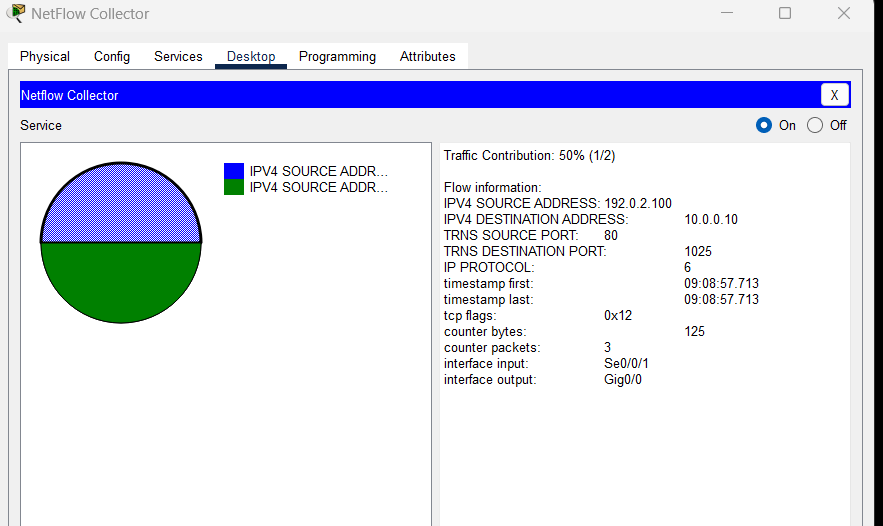 NetFlow Collector
Physical Config Services Desktop Programming Attributes
Netflow Collector X
Service On Off
IPV4 SOURCE ADDR...
IPV4 SOURCE ADDR...
Traffic Contribution: 50% (1/2)
Flow information:
IPV4 SOURCE ADDRESS: 192.0.2.100
IPV4 DESTINATION ADDRESS: 10.0.0.10
TRNS SOURCE PORT: 80
TRNS DESTINATION PORT: 1025
IP PROTOCOL: 6
timestamp first: 09:08:57.713
timestamp last: 09:08:57.713
tcp flags: 0x12
counter bytes: 125
counter packets: 3
interface input: Se0/0/1
interface output: Gig0/0